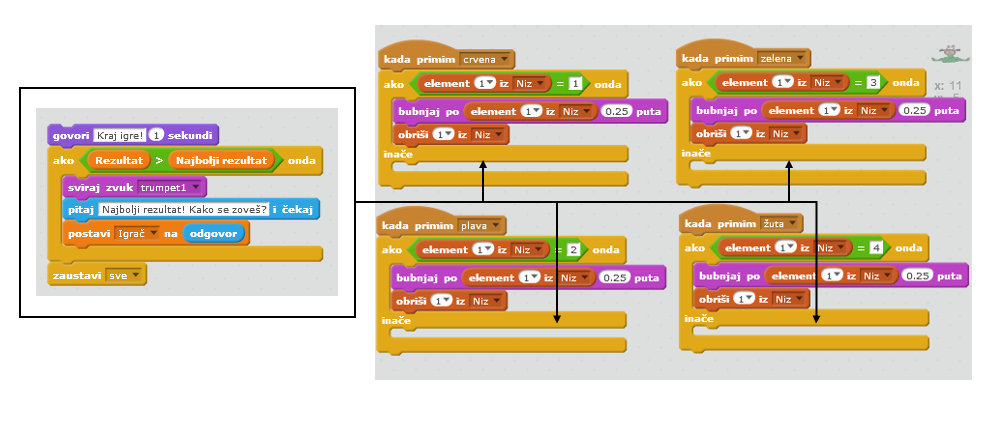 govori Kraj igre! 1 sekundi
ako Rezultat > Najbolji rezultat onda
sviraj zvuk trumpet1
pitaj Najbolji rezultat! Kako se zoveš? i čekaj
postavi Igrač na odgovor
zaustavi sve
kada primim crvena
ako element 1 iz Niz = 1 onda
bubnjaj po element 1 iz Niz 0.25 puta
obriši 1 iz Niz
inače
kada primim zelena
ako element 1 iz Niz = 3 onda
bubnjaj po element 1 iz Niz 0.25 puta
obriši 1 iz Niz
inače
x: 11
kada primim plava
ako element 1 iz Niz = 2 onda
bubnjaj po element 1 iz Niz 0.25 puta
obriši 1 iz Niz
inače
kada primim žuta
ako element 1 iz Niz = 4 onda
bubnjaj po element 1 iz Niz 0.25 puta
obriši 1 iz Niz
inače